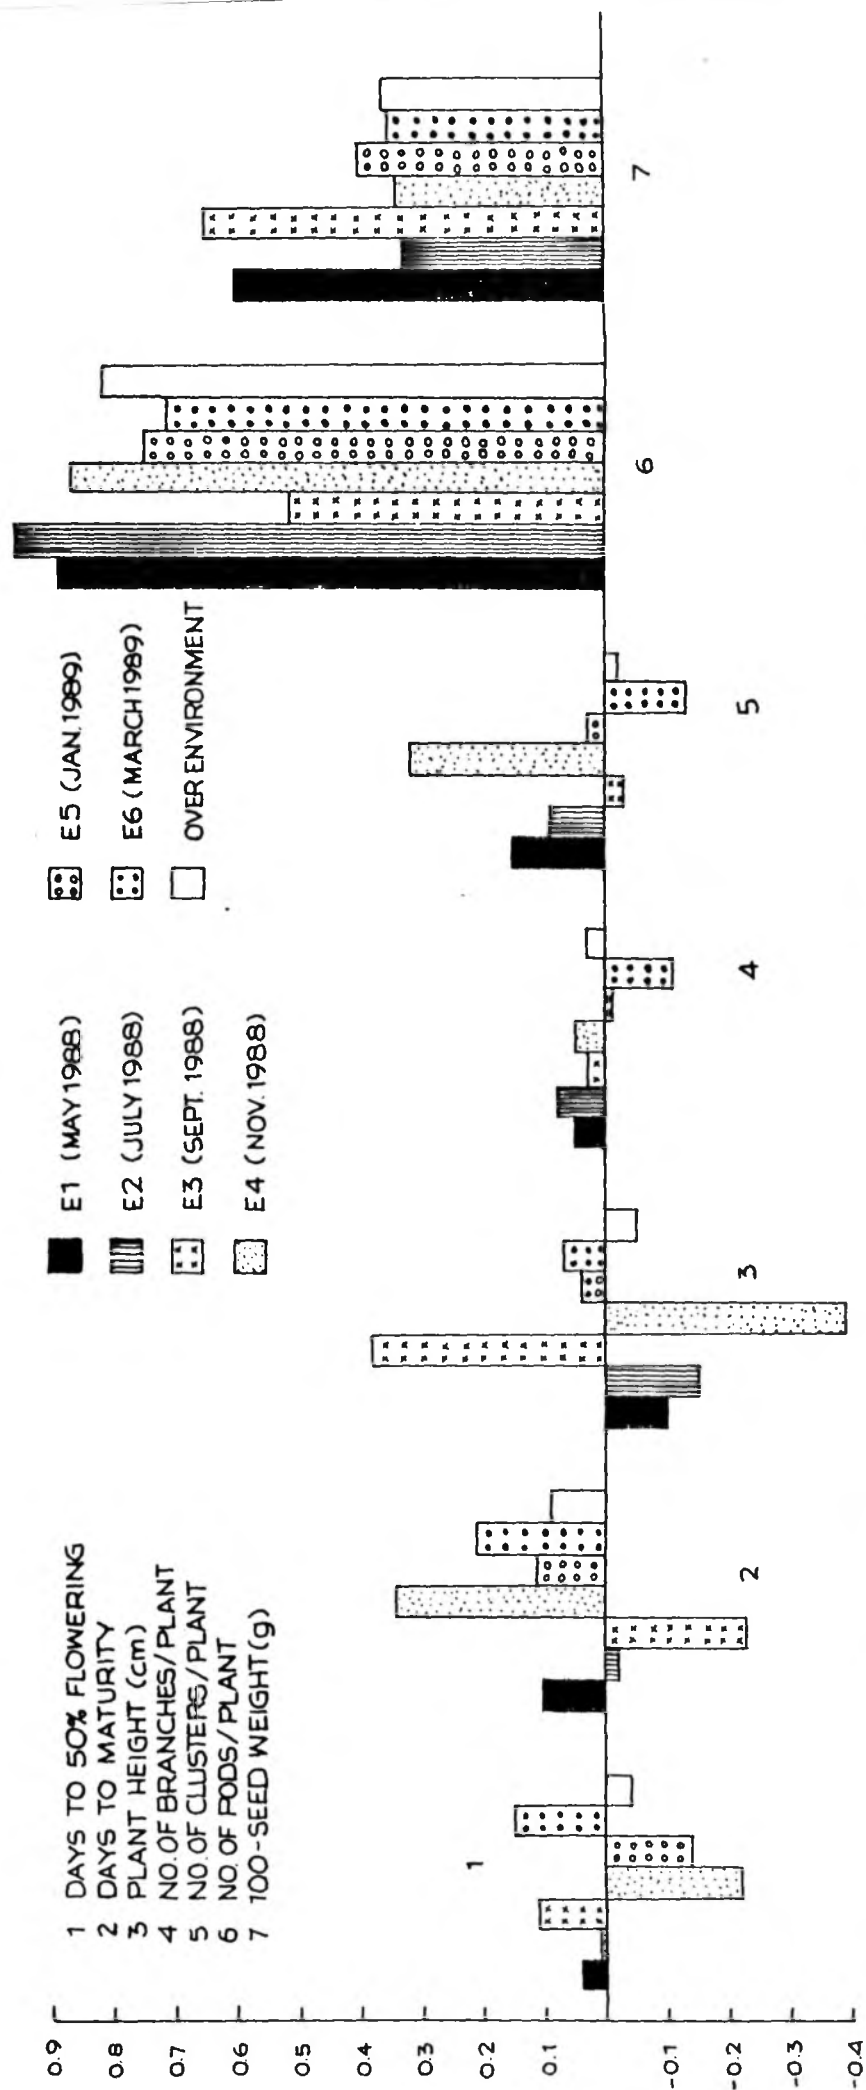 1 DAYS TO 50% FLOWERING
2 DAYS TO MATURITY
3 PLANT HEIGHT (cm)
4 NO. OF BRANCHES/PLANT
5 NO. OF CLUSTERS/PLANT
6 NO. OF PODS/PLANT
7 100-SEED WEIGHT(g)
E1 (MAY 1988)
E2 (JULY 1988)
E3 (SEPT. 1988)
E4 (NOV. 1988)
E5 (JAN. 1989)
E6 (MARCH 1989)
OVER ENVIRONMENT
0.9
0.8
0.7
0.6
0.5
0.4
0.3
0.2
0.1
-0.1
-0.2
-0.3
-0.4
1
2
3
4
5
6
7